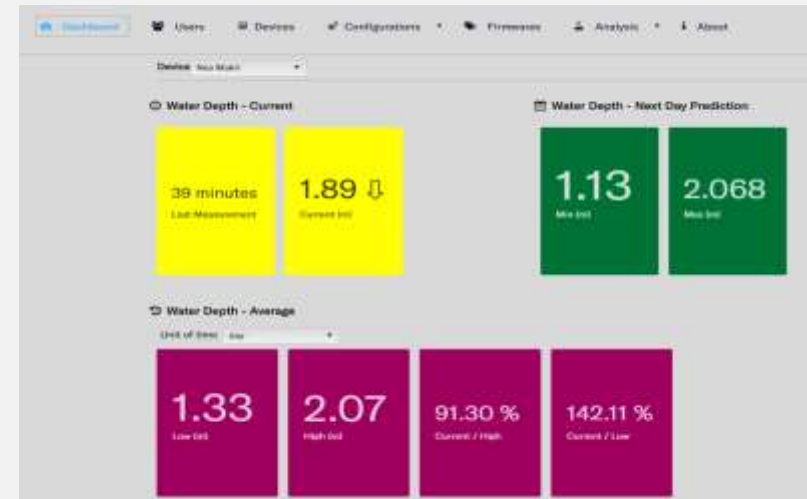 Dashboard Users Devices Configurations Firmwares Analysis About
Device
Water Depth - Current
39 minutes
Last Measurement
1.89 ⇩
Current (m)
Water Depth - Next Day Prediction
1.13
Min (m)
2.068
Max (m)
Water Depth - Average
Unit of time: Day
1.33
Low (m)
2.07
High (m)
91.30 %
Current / High
142.11 %
Current / Low